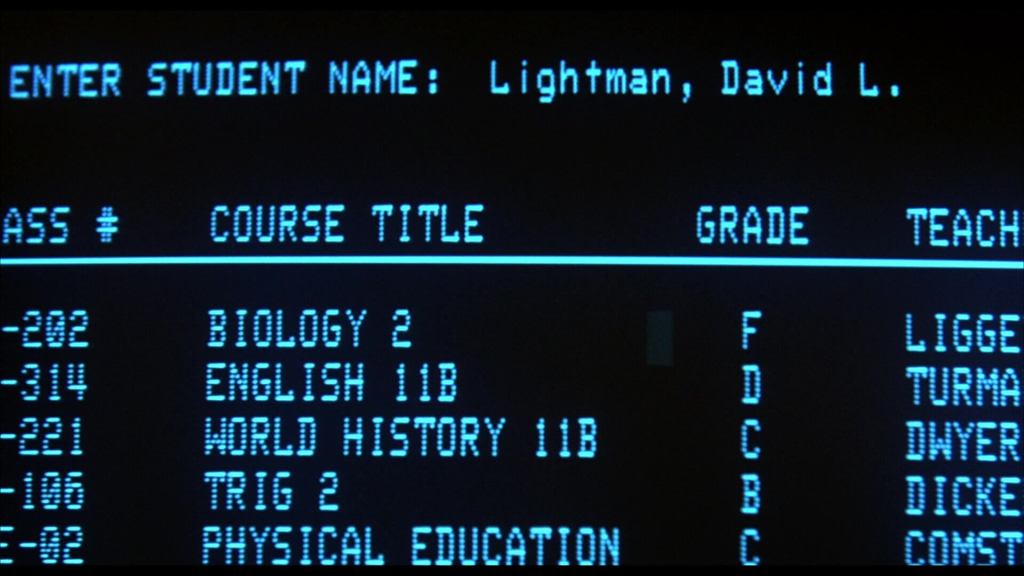 ENTER STUDENT NAME: Lightman, David L.
ASS # COURSE TITLE GRADE TEACH
-202 BIOLOGY 2 F LIGGE
-314 ENGLISH 11B D TURMA
-221 WORLD HISTORY 11B C DWYER
-106 TRIG 2 B DICKE
E-02 PHYSICAL EDUCATION C COMST